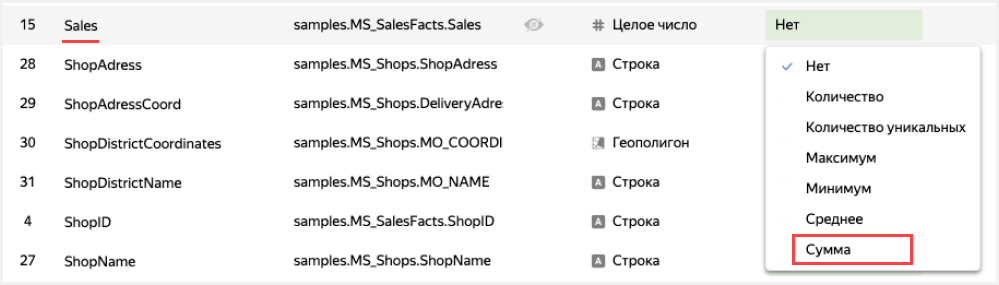 15 Sales samples.MS_SalesFacts.Sales # Целое число Нет
28 ShopAdress samples.MS_Shops.ShopAdress A Строка
Нет
29 ShopAdressCoord samples.MS_Shops.DeliveryAdre A Строка
Количество
30 ShopDistrictCoordinates samples.MS_Shops.MO_COORDI Геополигон
Количество уникальных
Максимум
31 ShopDistrictName samples.MS_Shops.MO_NAME A Строка
Минимум
4 ShopID samples.MS_SalesFacts.ShopID A Строка
Среднее
27 ShopName samples.MS_Shops.ShopName A Строка
Сумма